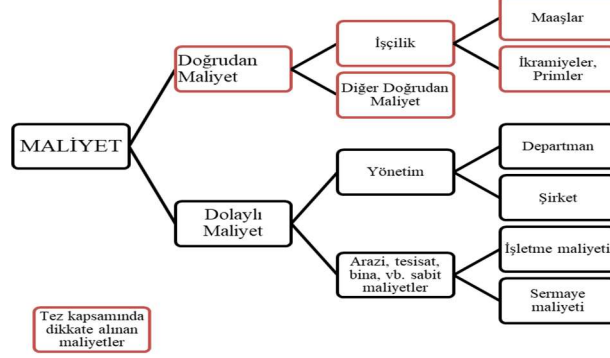 MALİYET
Doğrudan
Maliyet
İşçilik
Maaşlar
İkramiyeler,
Primler
Diğer Doğrudan
Maliyet
Dolaylı
Maliyet
Yönetim
Departman
Şirket
Arazi, tesisat,
bina, vb. sabit
maliyetler
İşletme maliyeti
Sermaye
maliyeti
Tez kapsamında
dikkate alınan
maliyetler